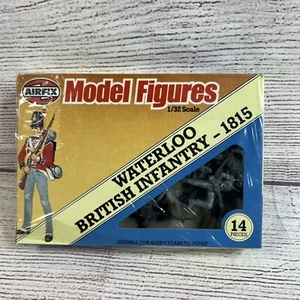 AIRFIX
Model Figures
1/32 Scale
WATERLOO
BRITISH INFANTRY - 1815
14
PIECES